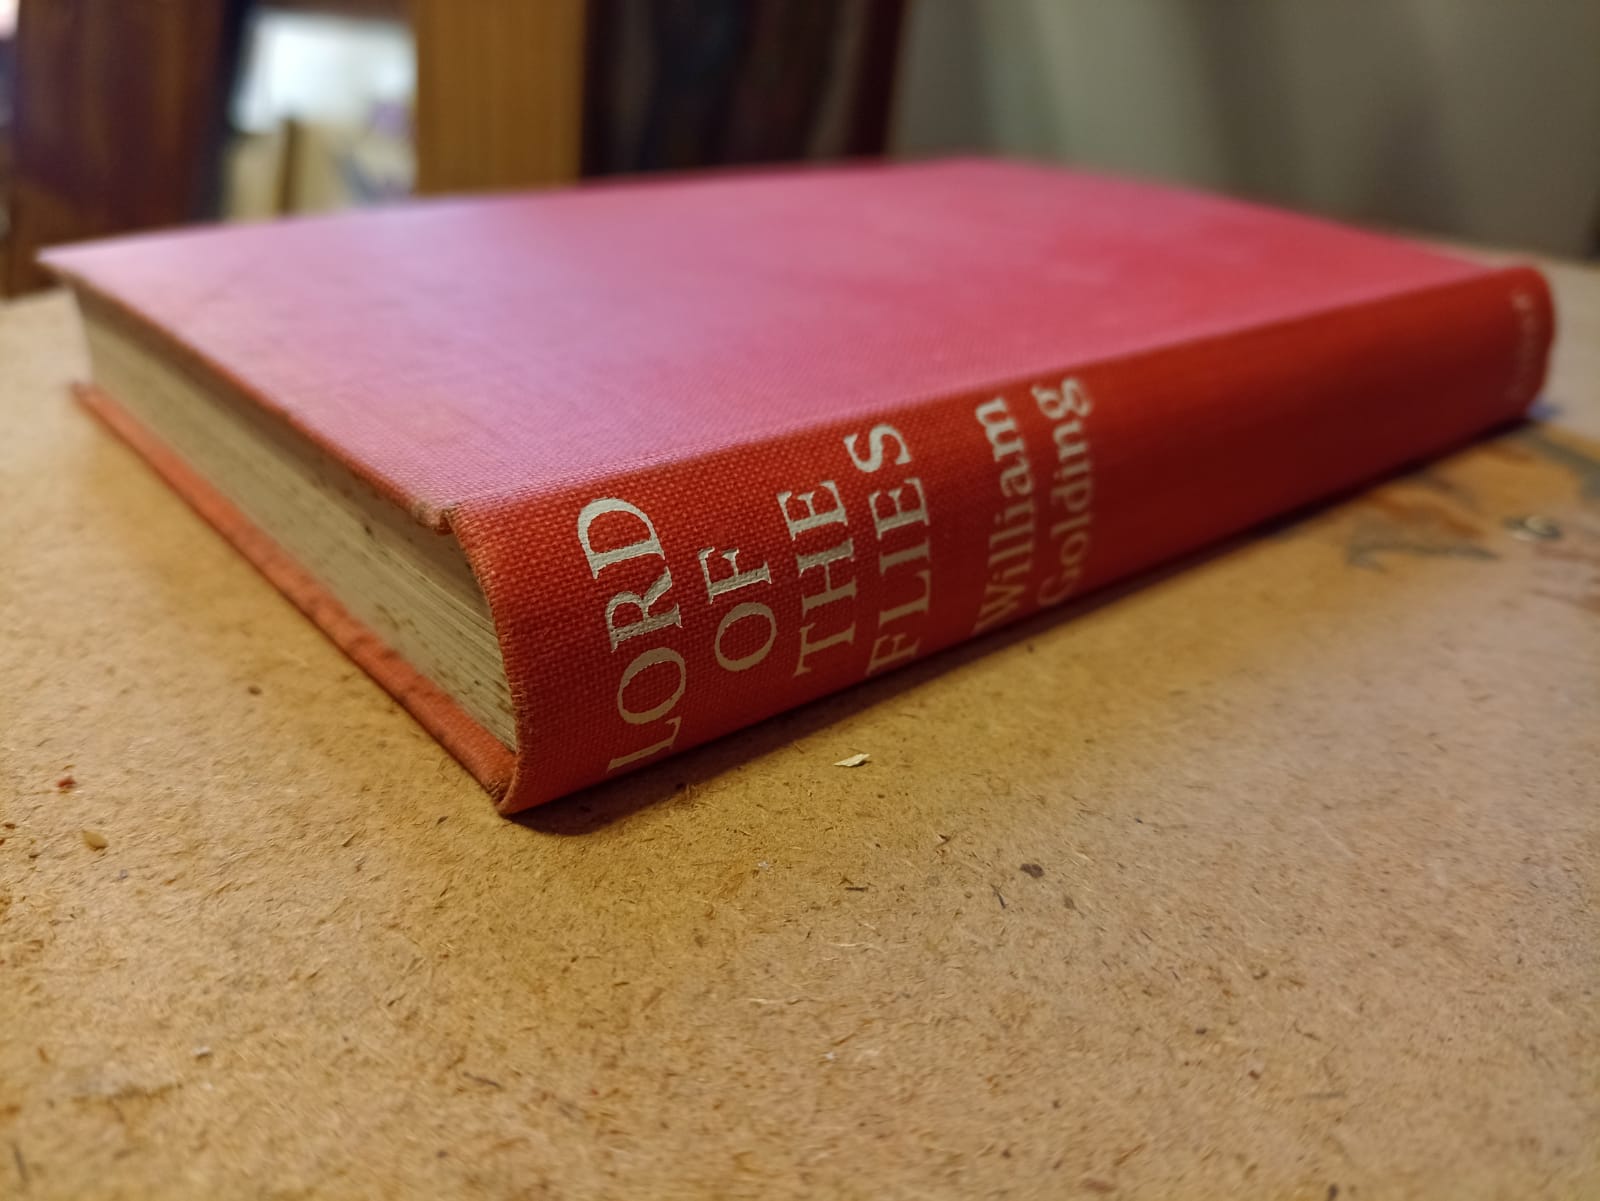 LORD
OF
THE
FLIES
William
Golding